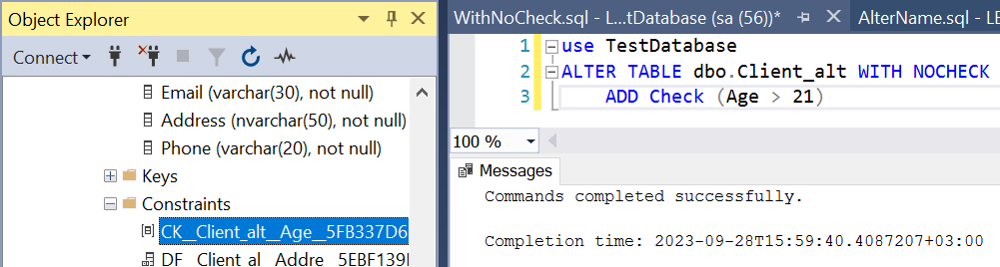 Object Explorer
Connect
Email (varchar(30), not null)
Address (nvarchar(50), not null)
Phone (varchar(20), not null)
Keys
Constraints
CK__Client_alt__Age__5FB337D6
DF__Client_al__Addre__5EBF139
WithNoCheck.sql - L...tDatabase (sa (56))*
AlterName.sql - LE
1 use TestDatabase
2 ALTER TABLE dbo.Client_alt WITH NOCHECK
3 ADD Check (Age > 21)
100 %
Messages
Commands completed successfully.
Completion time: 2023-09-28T15:59:40.4087207+03:00